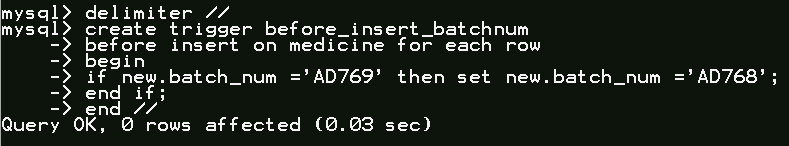 mysql> delimiter //
mysql> create trigger before_insert_batchnum
    -> before insert on medicine for each row
    -> begin
    -> if new.batch_num ='AD769' then set new.batch_num ='AD768';
    -> end if;
    -> end //
Query OK, 0 rows affected (0.03 sec)